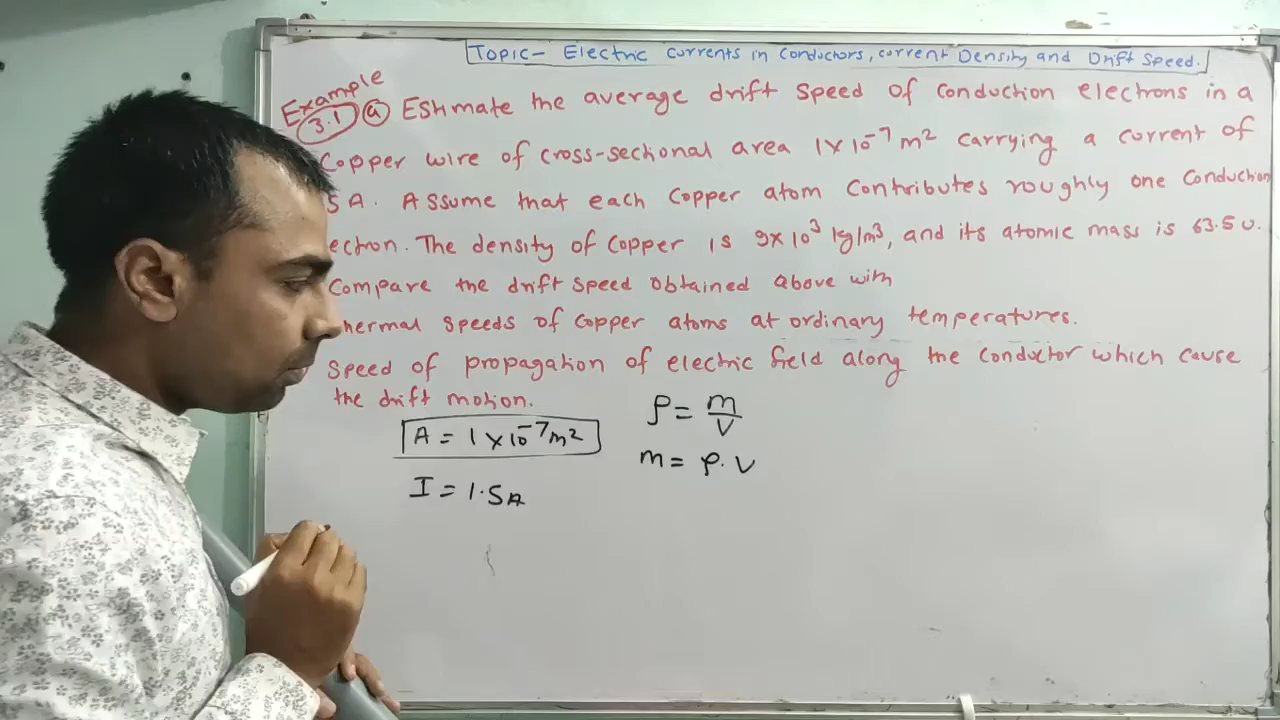 Topic- Electric currents in Conductors, current Density and Drift Speed.
Example
3.1 (a) Estimate the average drift speed of conduction electrons in a
Copper wire of cross-sectional area 1×10⁻⁷ m² carrying a current of
5 A. Assume that each Copper atom Contributes roughly one Conduction
ectron. The density of Copper is 9×10³ kg/m³, and its atomic mass is 63.5 u.
Compare the drift speed obtained above with
hermal speeds of Copper atoms at ordinary temperatures.
Speed of propagation of electric field along the conductor which cause
the drift motion.
A = 1×10⁻⁷ m²
I = 1.5A
ρ = m/V
m = ρ. V